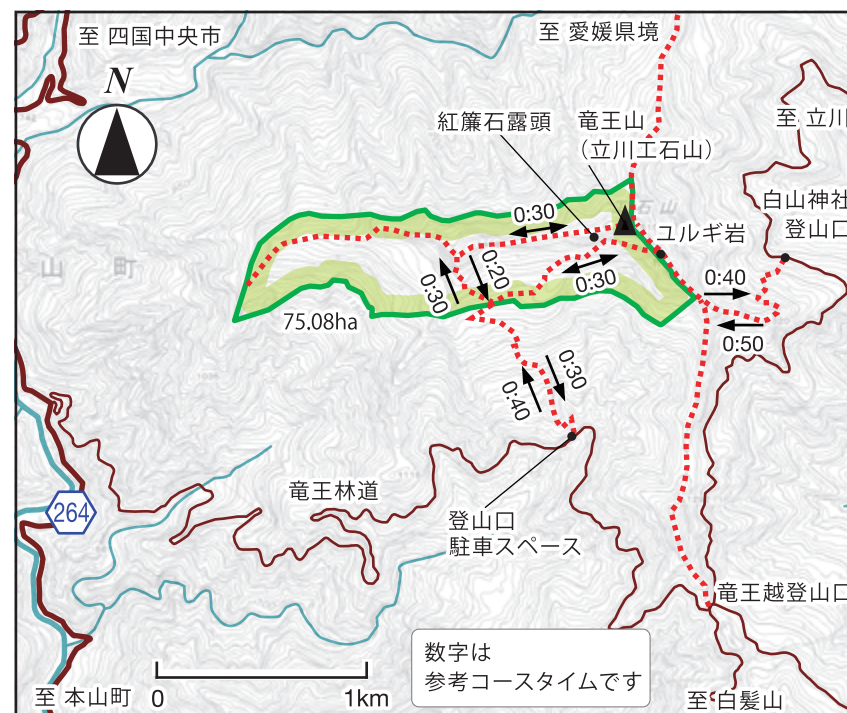 至 四国中央市
至 愛媛県境
N
紅簾石露頭
竜王山
（立川工石山）
至 立川
白山神社
登山口
石山
ユルギ岩
0:30
0:20
0:30
0:30
0:40
0:50
山 町
75.08ha
0:30
0:40
竜王林道
264
登山口
駐車スペース
竜王越登山口
数字は
参考コースタイムです
至 本山町
0
1km
至 白髪山